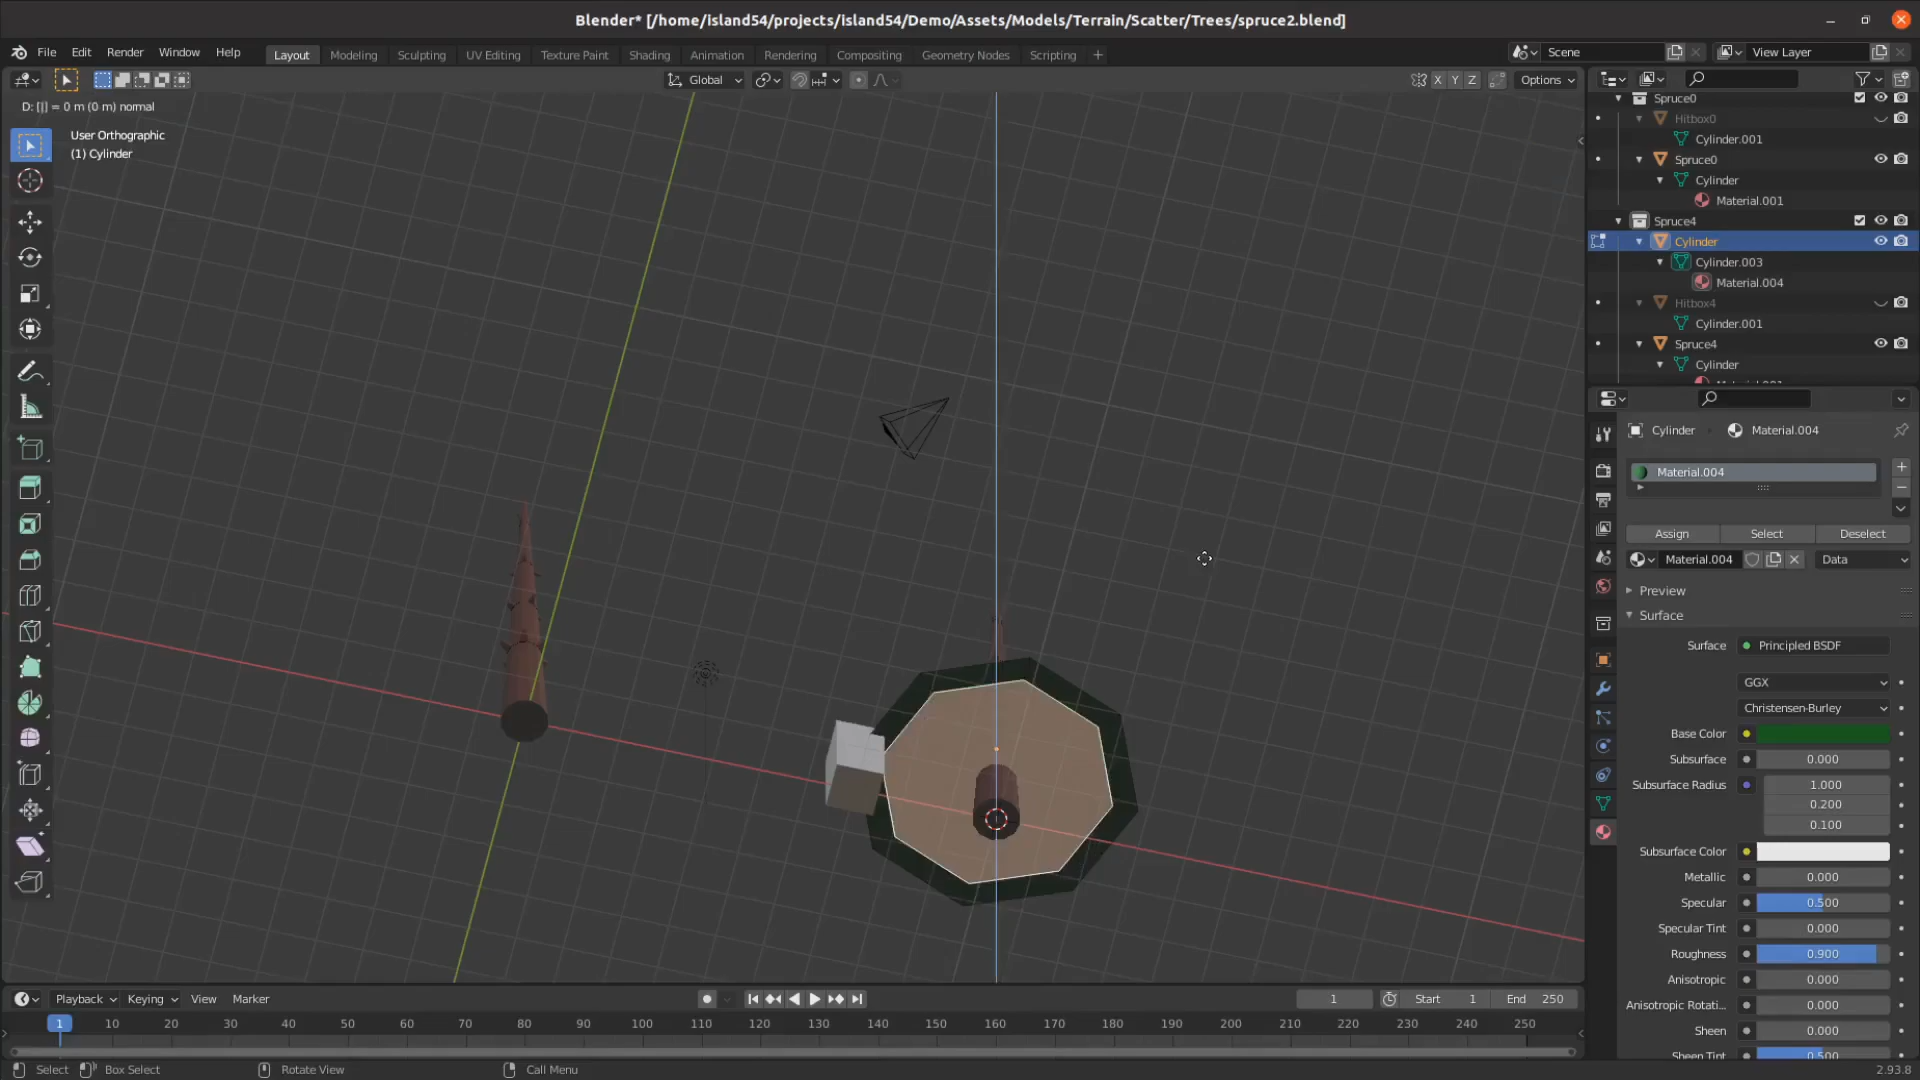 Blender* [/home/island54/projects/island54/Demo/Assets/Models/Terrain/Scatter/Trees/spruce2.blend]
File Edit Render Window Help Layout Modeling Sculpting UV Editing Texture Paint Shading Animation Rendering Compositing Geometry Nodes Scripting + Scene View Layer
Global X Y Z Options
D: [|] = 0 m (0 m) normal
User Orthographic
(1) Cylinder
Spruce0
Hitbox0
Cylinder.001
Spruce0
Cylinder
Material.001
Spruce4
Cylinder
Cylinder.003
Material.004
Hitbox4
Cylinder.001
Spruce4
Cylinder
Cylinder Material.004
Material.004
Assign Select Deselect
Material.004 Data
Preview
Surface
Surface Principled BSDF
GGX
Christensen-Burley
Base Color
Subsurface 0.000
Subsurface Radius 1.000
0.200
0.100
Subsurface Color
Metallic 0.000
Specular 0.500
Specular Tint 0.000
Roughness 0.900
Anisotropic 0.000
Anisotropic Rotati... 0.000
Sheen 0.000
Sheen Tint 0.500
Playback Keying View Marker 1 Start 1 End 250
1 10 20 30 40 50 60 70 80 90 100 110 120 130 140 150 160 170 180 190 200 210 220 230 240 250
Select Box Select Rotate View Call Menu 2.93.8